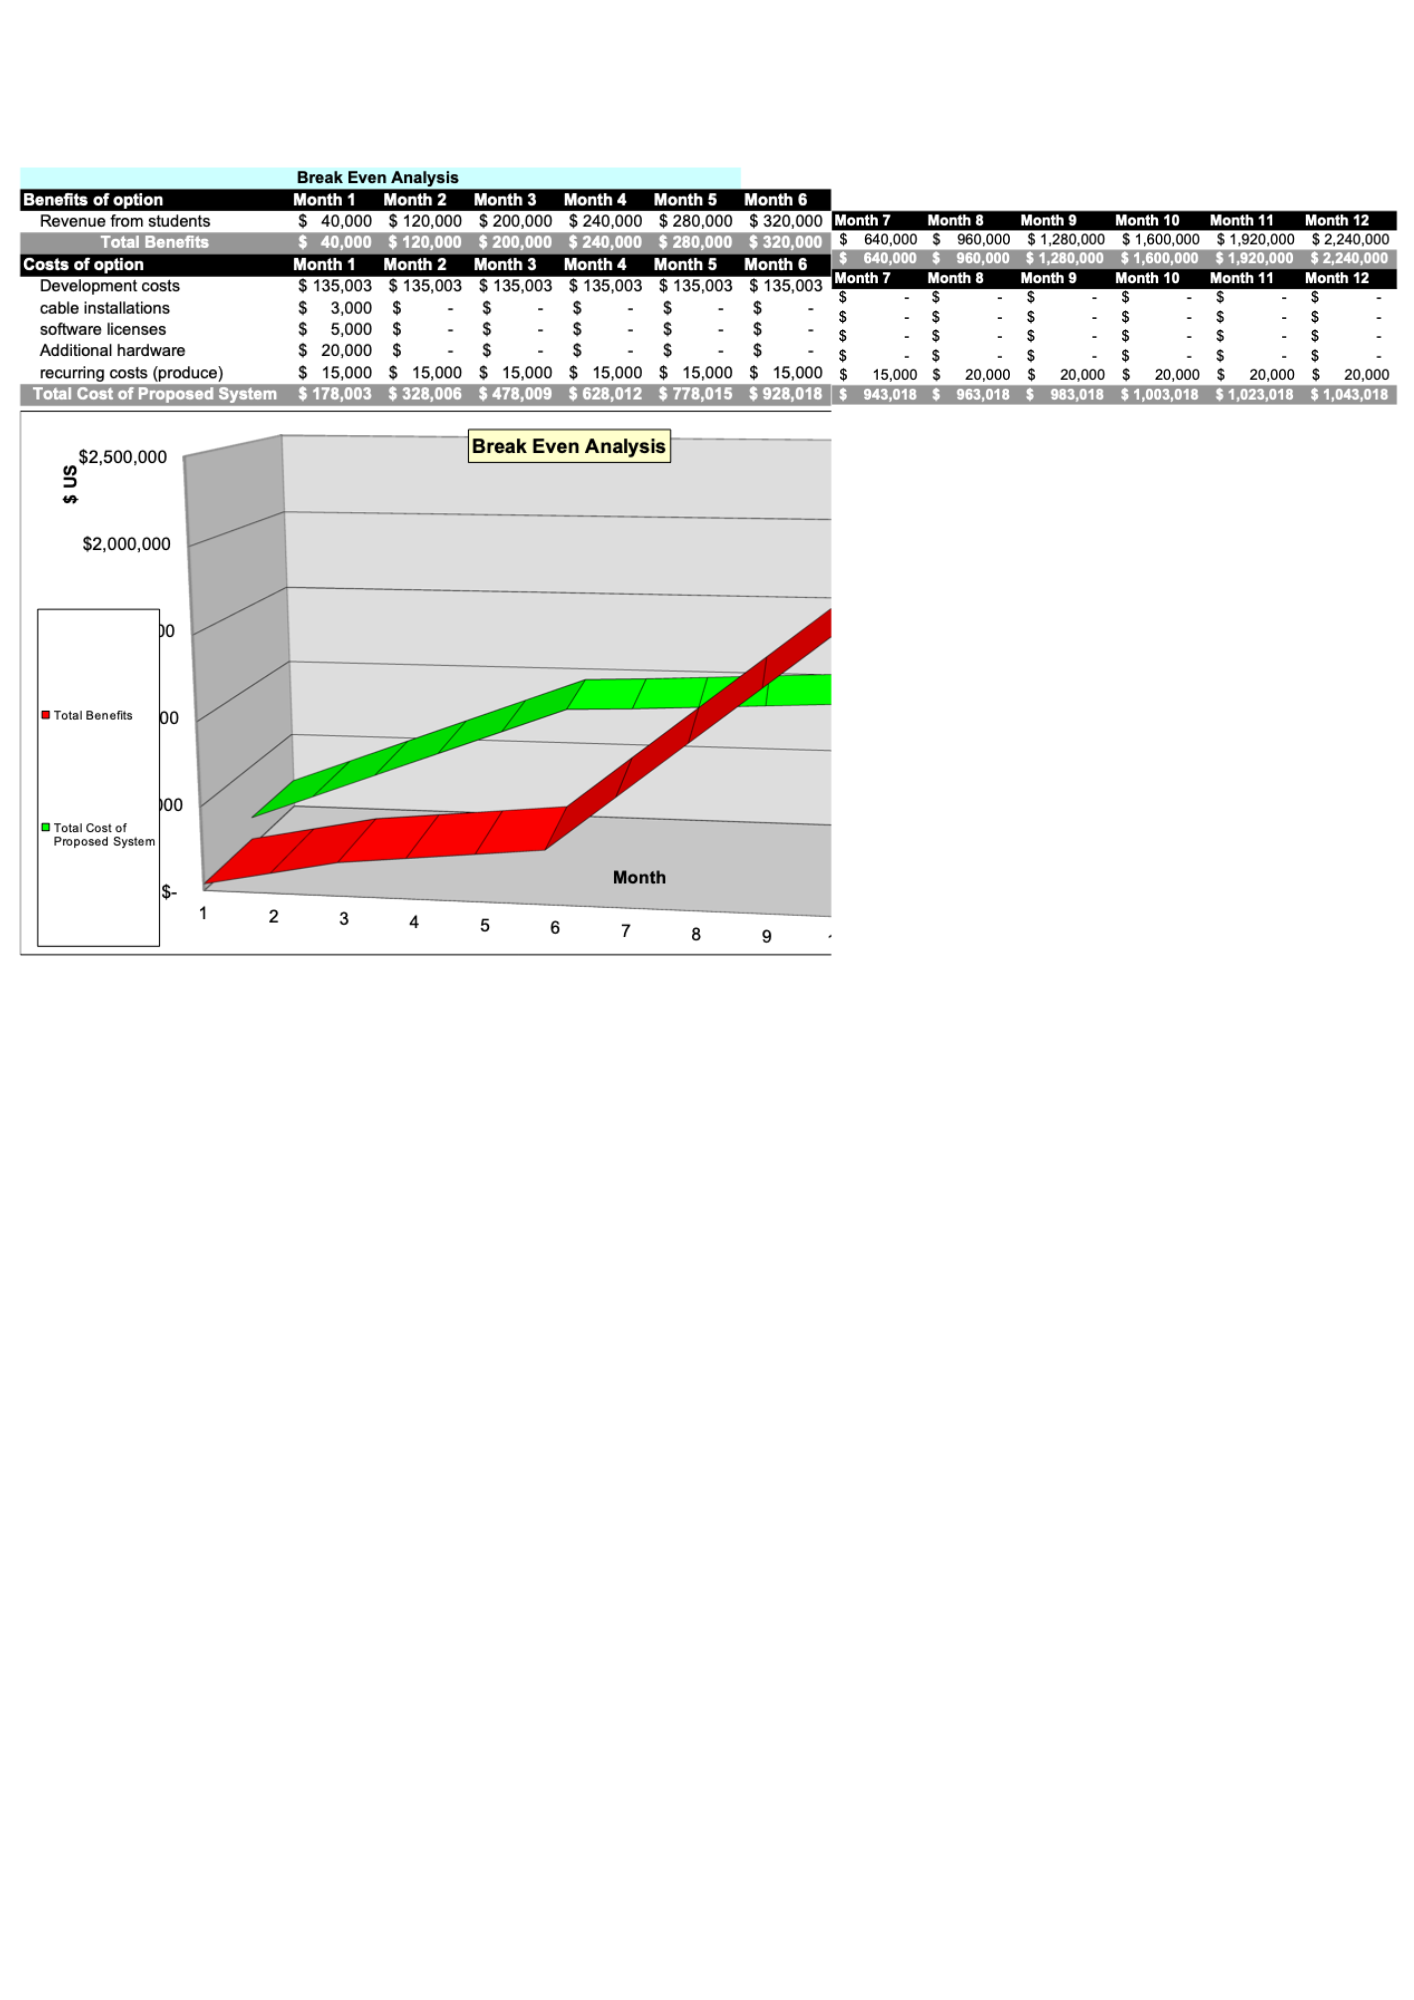 Break Even Analysis
Benefits of option Month 1 Month 2 Month 3 Month 4 Month 5 Month 6
Revenue from students $ 40,000 $ 120,000 $ 200,000 $ 240,000 $ 280,000 $ 320,000
Total Benefits $ 40,000 $ 120,000 $ 200,000 $ 240,000 $ 280,000 $ 320,000
Costs of option Month 1 Month 2 Month 3 Month 4 Month 5 Month 6
Development costs $ 135,003 $ 135,003 $ 135,003 $ 135,003 $ 135,003 $ 135,003
cable installations $ 3,000 $ - $ - $ - $ - $ -
software licenses $ 5,000 $ - $ - $ - $ - $ -
Additional hardware $ 20,000 $ - $ - $ - $ - $ -
recurring costs (produce) $ 15,000 $ 15,000 $ 15,000 $ 15,000 $ 15,000 $ 15,000
Total Cost of Proposed System $ 178,003 $ 328,006 $ 478,009 $ 628,012 $ 778,015 $ 928,018
Month 7 Month 8 Month 9 Month 10 Month 11 Month 12
$ 640,000 $ 960,000 $ 1,280,000 $ 1,600,000 $ 1,920,000 $ 2,240,000
$ 640,000 $ 960,000 $ 1,280,000 $ 1,600,000 $ 1,920,000 $ 2,240,000
Month 7 Month 8 Month 9 Month 10 Month 11 Month 12
$ - $ - $ - $ - $ - $ -
$ - $ - $ - $ - $ - $ -
$ - $ - $ - $ - $ - $ -
$ - $ - $ - $ - $ - $ -
$ 15,000 $ 20,000 $ 20,000 $ 20,000 $ 20,000 $ 20,000
$ 943,018 $ 963,018 $ 983,018 $ 1,003,018 $ 1,023,018 $ 1,043,018
Break Even Analysis
$ US
$2,500,000
$2,000,000
00
00
000
$-
Total Benefits
Total Cost of
Proposed System
Month
1 2 3 4 5 6 7 8 9